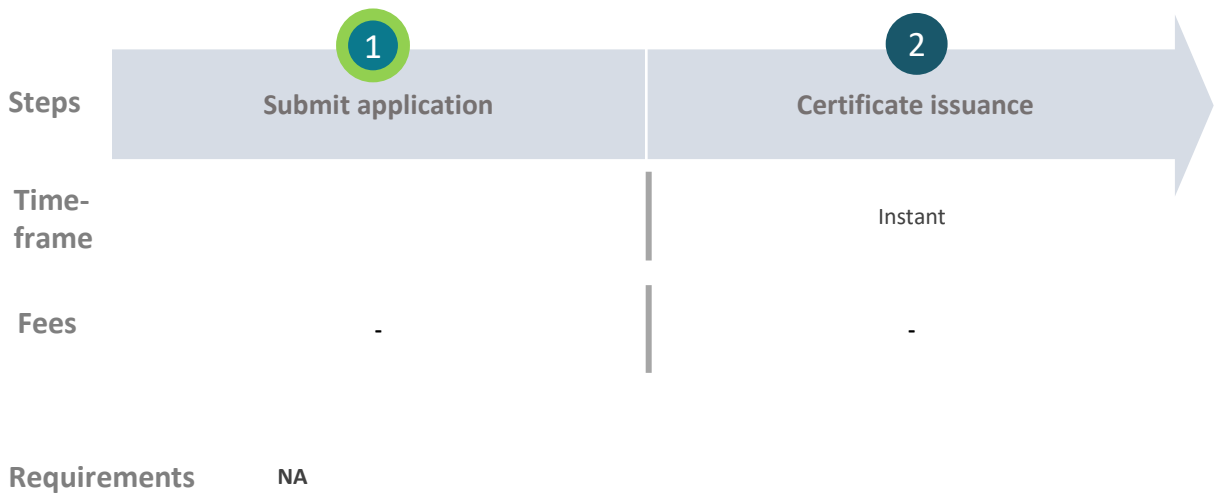 1
2
Steps
Submit application
Certificate issuance
Time-
frame
Instant
Fees
-
-
Requirements
NA